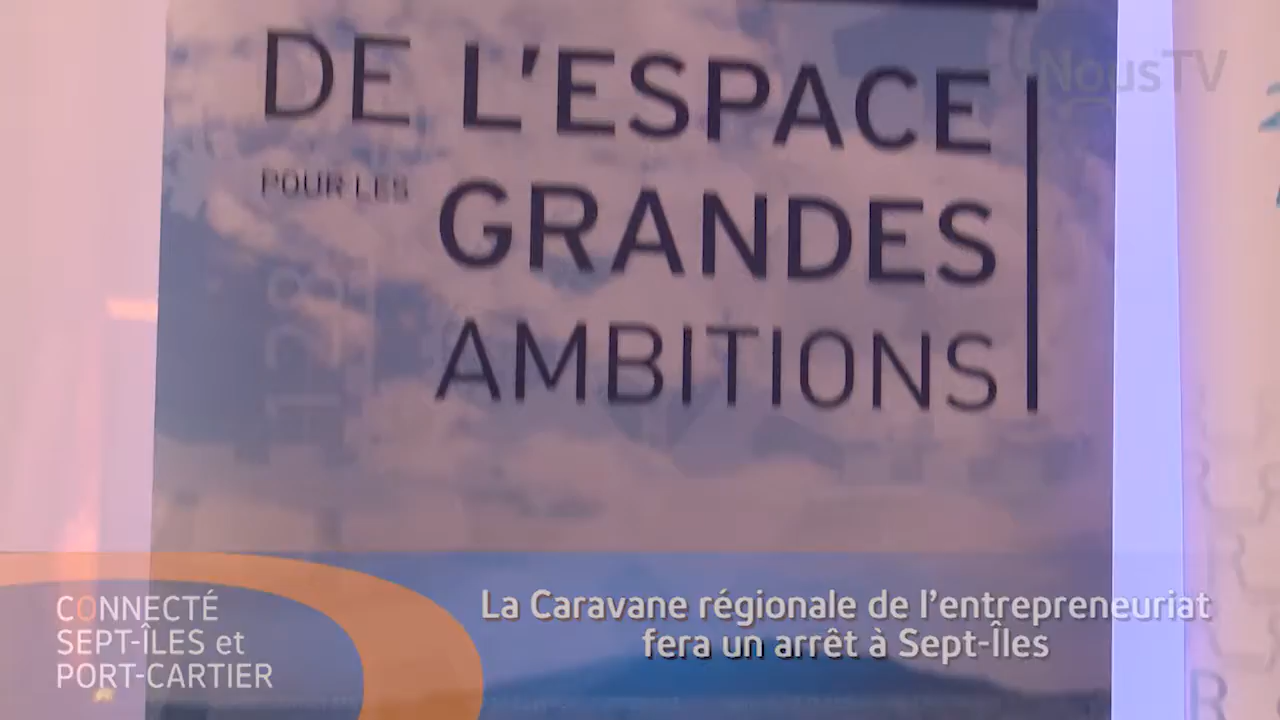 NousTV
DE L'ESPACE
POUR LES
GRANDES
AMBITIONS
128
La Caravane régionale de l'entrepreneuriat
fera un arrêt à Sept-Îles
CONNECTÉ
SEPT-ÎLES et
PORT-CARTIER